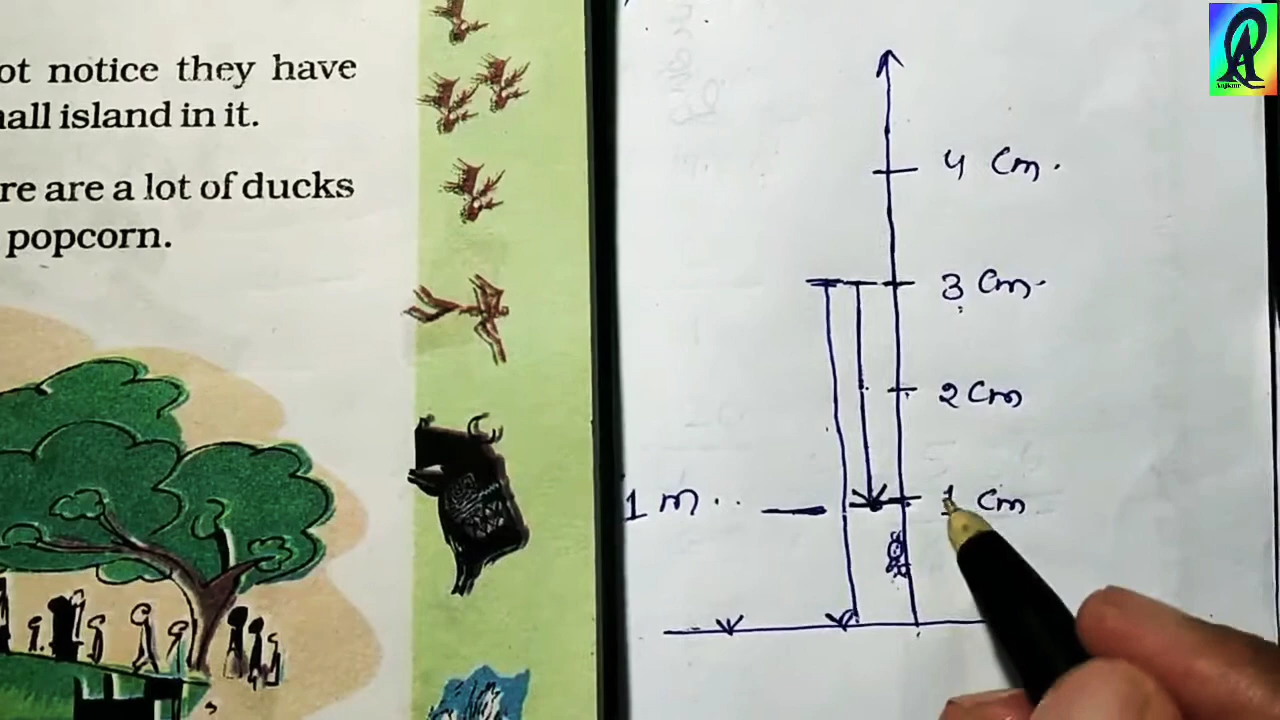 ot notice they have
all island in it.
re are a lot of ducks
popcorn.
4 Cm.
3 Cm.
2 Cm
1 m..
1 Cm